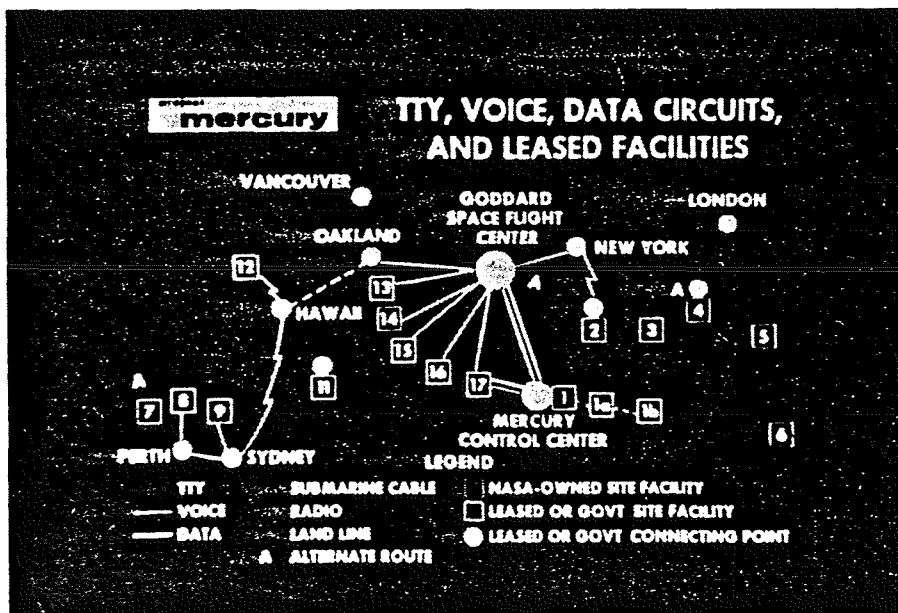 project
mercury
TTY, VOICE, DATA CIRCUITS,
AND LEASED FACILITIES
VANCOUVER
GODDARD
SPACE FLIGHT
CENTER
LONDON
OAKLAND
NEW YORK
12
13
A
A
HAWAII
14
2
3
4
5
15
16
11
17
A
7
8
9
1
1a
1b
MERCURY
CONTROL CENTER
6
PERTH
SYDNEY
LEGEND
TTY
SUBMARINE CABLE
NASA-OWNED SITE FACILITY
VOICE
RADIO
LEASED OR GOVT SITE FACILITY
DATA
LAND LINE
LEASED OR GOVT CONNECTING POINT
A ALTERNATE ROUTE